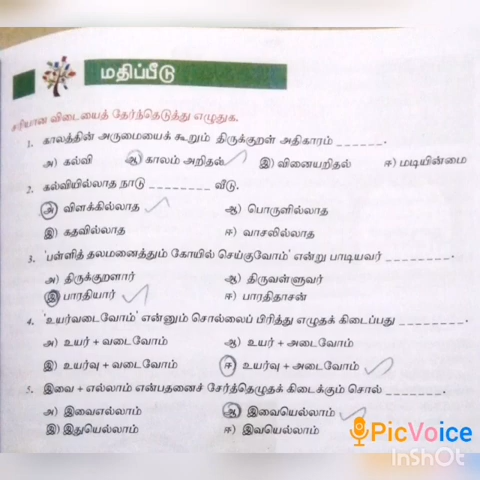 மதிப்பீடு
சரியான விடையைத் தேர்ந்தெடுத்து எழுதுக.
1. காலத்தின் அருமையைக் கூறும் திருக்குறள் அதிகாரம் _______.
அ) கல்வி ஆ) காலம் அறிதல் இ) வினையறிதல் ஈ) மடியின்மை
2. கல்வியில்லாத நாடு ________ வீடு.
அ) விளக்கில்லாத ஆ) பொருளில்லாத
இ) கதவில்லாத ஈ) வாசலில்லாத
3. 'பள்ளித் தலமனைத்தும் கோயில் செய்குவோம்' என்று பாடியவர் ________.
அ) திருக்குறளார் ஆ) திருவள்ளுவர்
இ) பாரதியார் ஈ) பாரதிதாசன்
4. 'உயர்வடைவோம்' என்னும் சொல்லைப் பிரித்து எழுதக் கிடைப்பது ________.
அ) உயர் + வடைவோம் ஆ) உயர் + அடைவோம்
இ) உயர்வு + வடைவோம் ஈ) உயர்வு + அடைவோம்
5. இவை + எல்லாம் என்பதனைச் சேர்த்தெழுதக் கிடைக்கும் சொல் ________.
அ) இவைஎல்லாம் ஆ) இவையெல்லாம்
இ) இதுயெல்லாம் ஈ) இவயெல்லாம்
PicVoice
InShOt